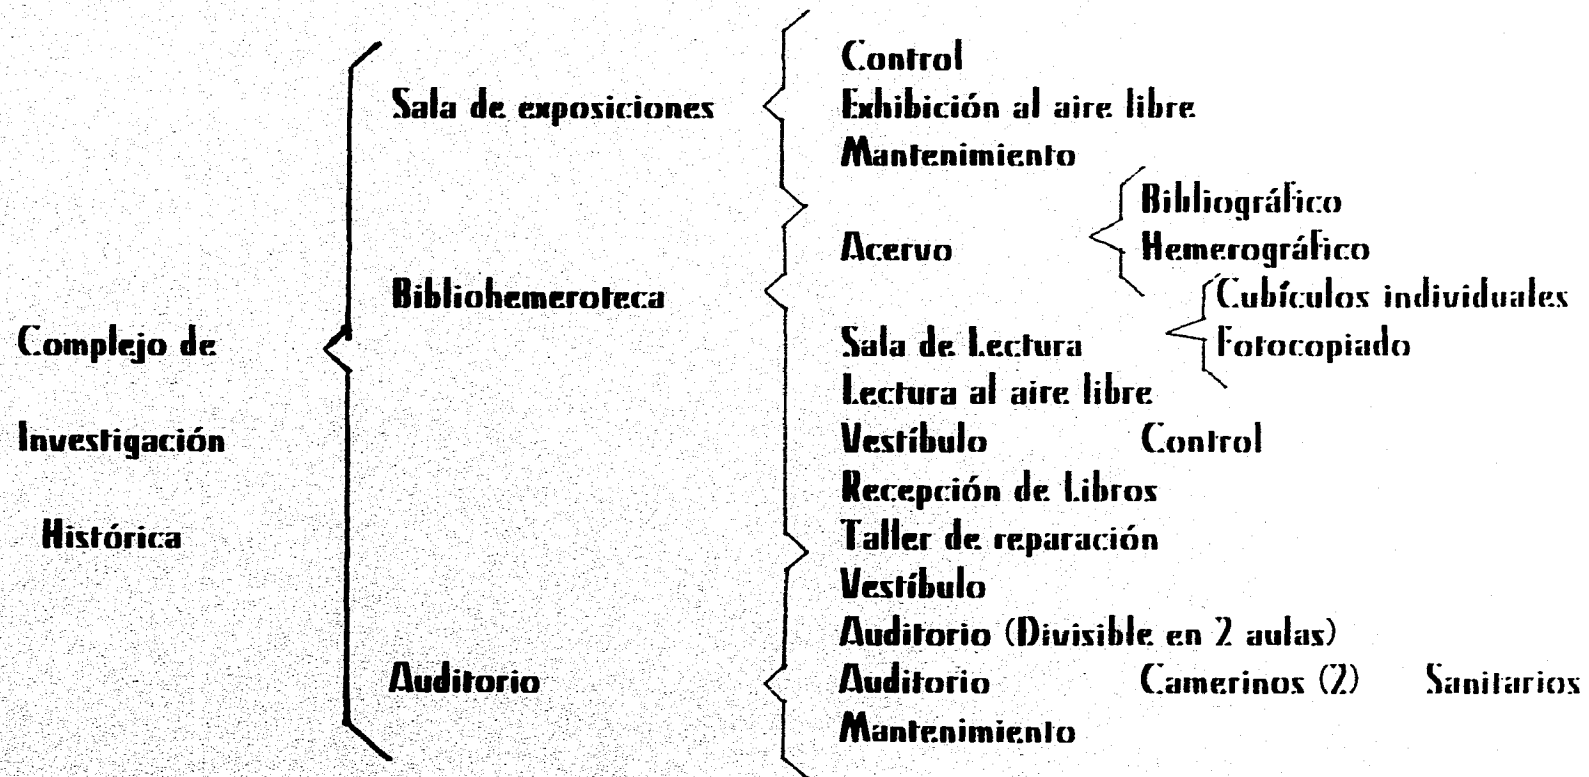 Complejo de
Investigación
Histórica
Sala de exposiciones
Control
Exhibición al aire libre
Mantenimiento
Bibliohemeroteca
Acervo
Bibliográfico
Hemerográfico
Sala de Lectura
Cubículos individuales
Fotocopiado
Lectura al aire libre
Vestíbulo Control
Recepción de Libros
Taller de reparación
Auditorio
Vestíbulo
Auditorio (Divisible en 2 aulas)
Auditorio Camerinos (2) Sanitarios
Mantenimiento